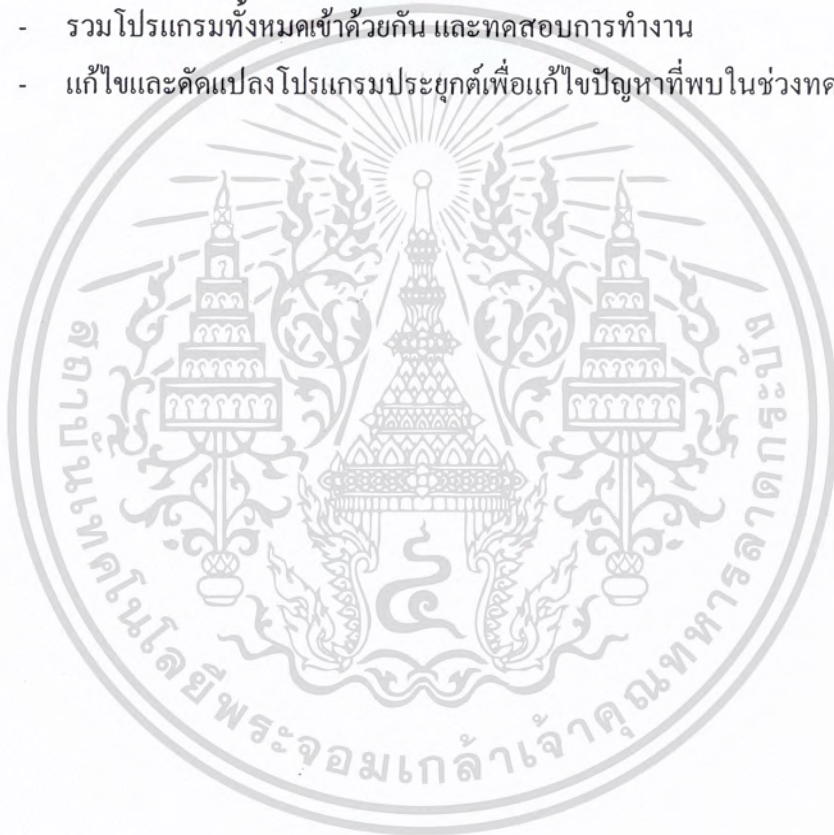 - รวมโปรแกรมทั้งหมดเข้าด้วยกัน และทดสอบการทำงาน
- แก้ไขและดัดแปลงโปรแกรมประยุกต์เพื่อแก้ไขปัญหาที่พบในช่วงทด
สถาบันเทคโนโลยีพระจอมเกล้าเจ้าคุณทหารลาดกระบัง